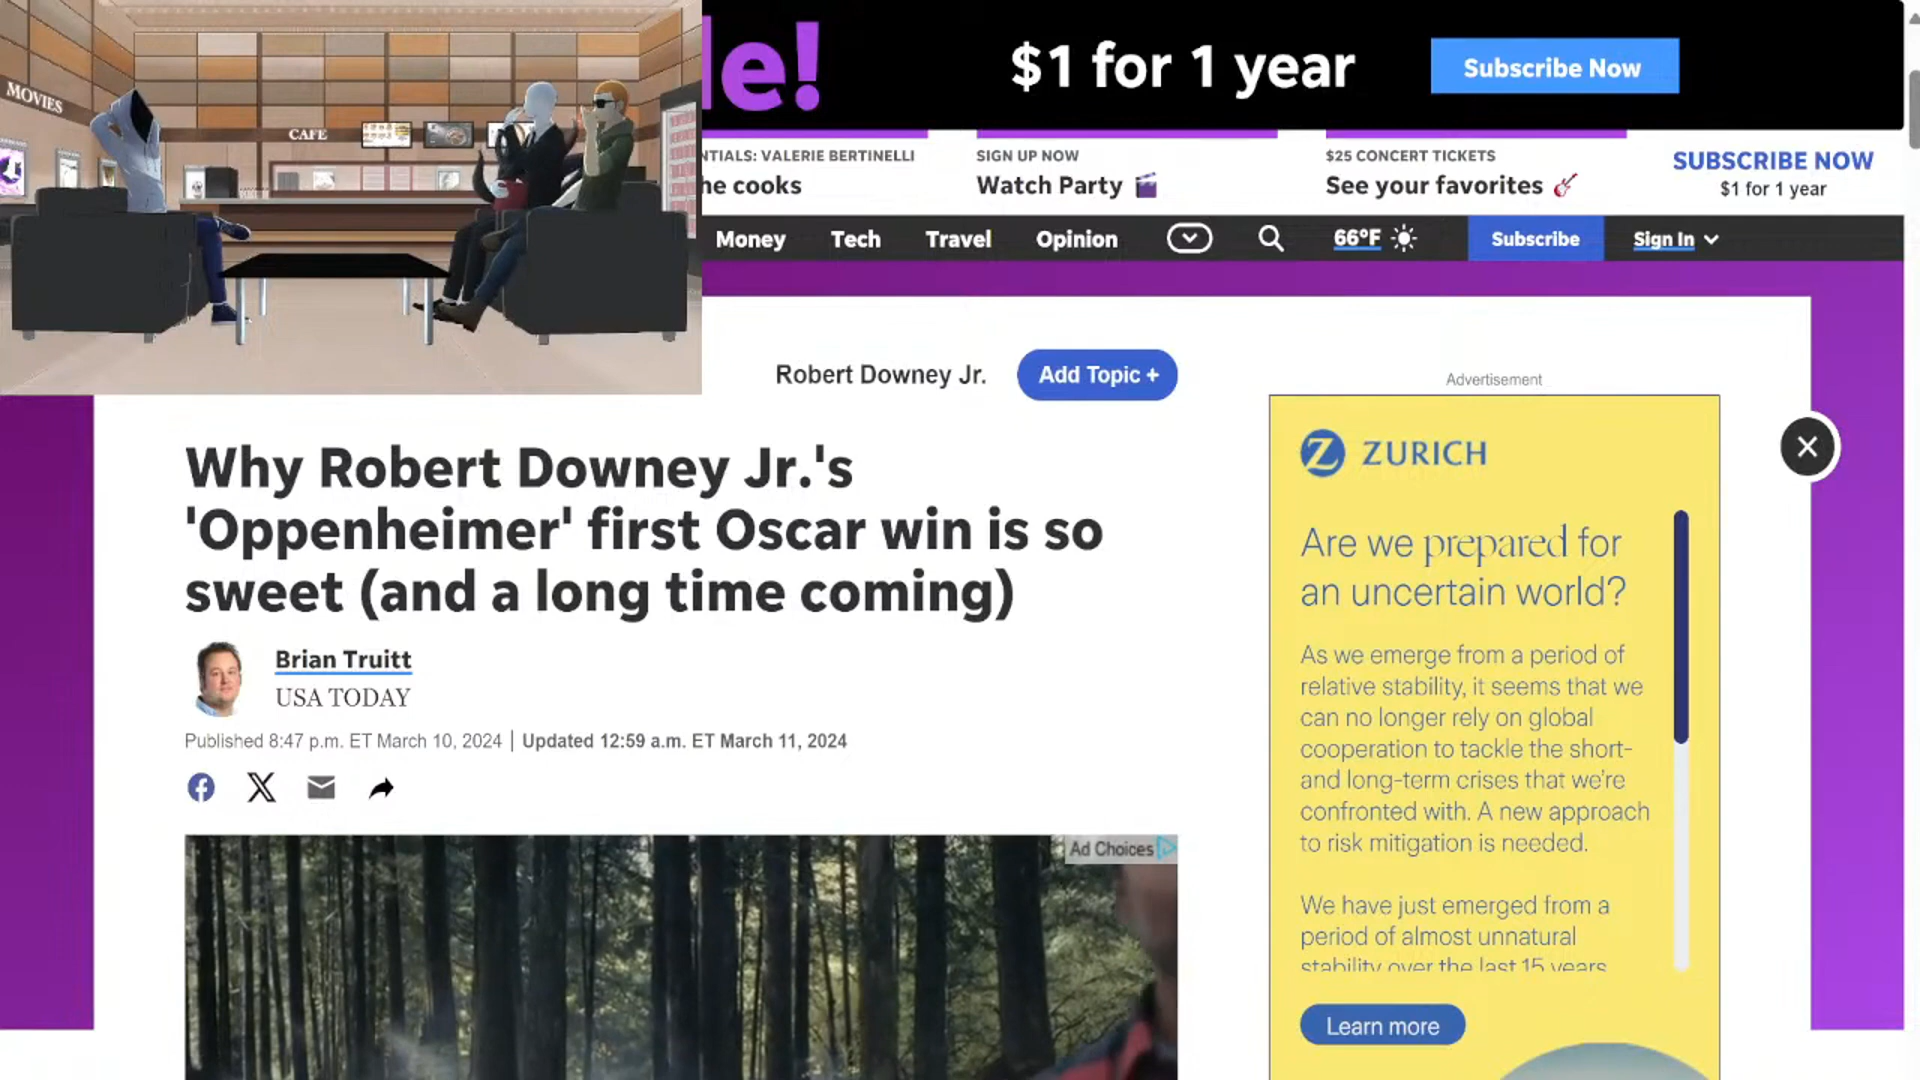 MOVIES
CAFE
le!
$1 for 1 year
Subscribe Now
NTIALS: VALERIE BERTINELLI
he cooks
SIGN UP NOW
Watch Party
$25 CONCERT TICKETS
See your favorites
SUBSCRIBE NOW
$1 for 1 year
Money
Tech
Travel
Opinion
66°F
Subscribe
Sign In
Robert Downey Jr.
Add Topic +
Why Robert Downey Jr.'s
'Oppenheimer' first Oscar win is so
sweet (and a long time coming)
Brian Truitt
USA TODAY
Published 8:47 p.m. ET March 10, 2024 | Updated 12:59 a.m. ET March 11, 2024
Ad Choices
Advertisement
ZURICH
Are we prepared for
an uncertain world?
As we emerge from a period of
relative stability, it seems that we
can no longer rely on global
cooperation to tackle the short-
and long-term crises that we're
confronted with. A new approach
to risk mitigation is needed.
We have just emerged from a
period of almost unnatural
stability over the last 15 years
Learn more